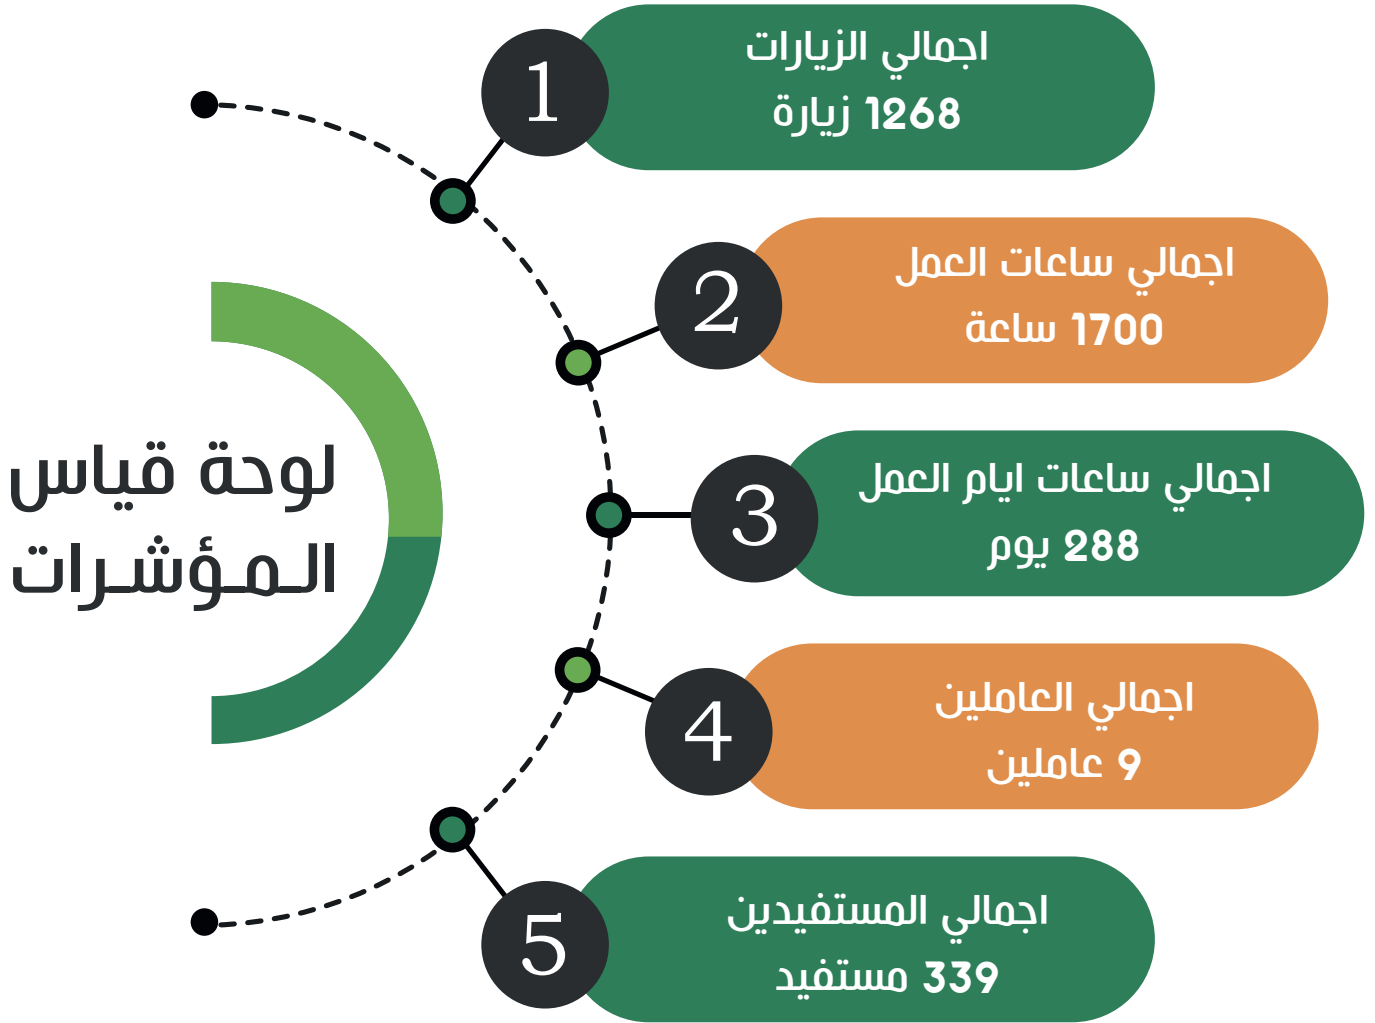 لوحة قياس
المؤشرات
1
اجمالي الزيارات
1268 زيارة
2
اجمالي ساعات العمل
1700 ساعة
3
اجمالي ساعات ايام العمل
288 يوم
4
اجمالي العاملين
9 عاملين
5
اجمالي المستفيدين
339 مستفيد